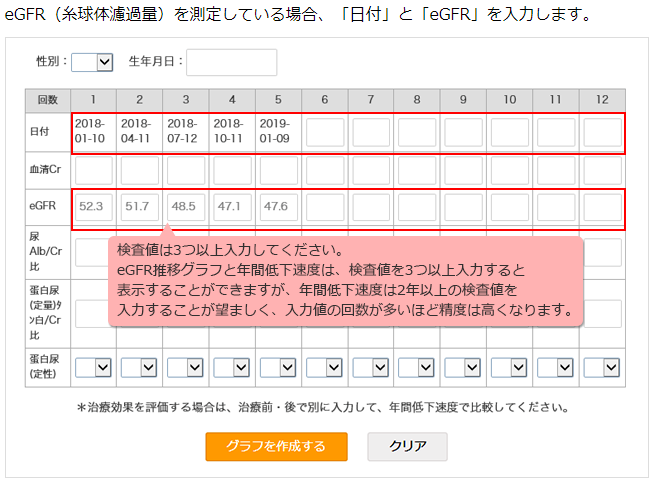 eGFR（糸球体濾過量）を測定している場合、「日付」と「eGFR」を入力します。
性別： 生年月日：
回数 1 2 3 4 5 6 7 8 9 10 11 12
日付
2018-01-10 2018-04-11 2018-07-12 2018-10-11 2019-01-09
血清Cr
eGFR 52.3 51.7 48.5 47.1 47.6
尿
Alb/Cr
比
検査値は3つ以上入力してください。
eGFR推移グラフと年間低下速度は、検査値を3つ以上入力すると
表示することができますが、年間低下速度は2年以上の検査値を
入力することが望ましく、入力値の回数が多いほど精度は高くなります。
蛋白尿
(定量)ﾀ
ﾝ白/Cr
比
蛋白尿
(定性)
＊治療効果を評価する場合は、治療前・後で別に入力して、年間低下速度で比較してください。
グラフを作成する クリア